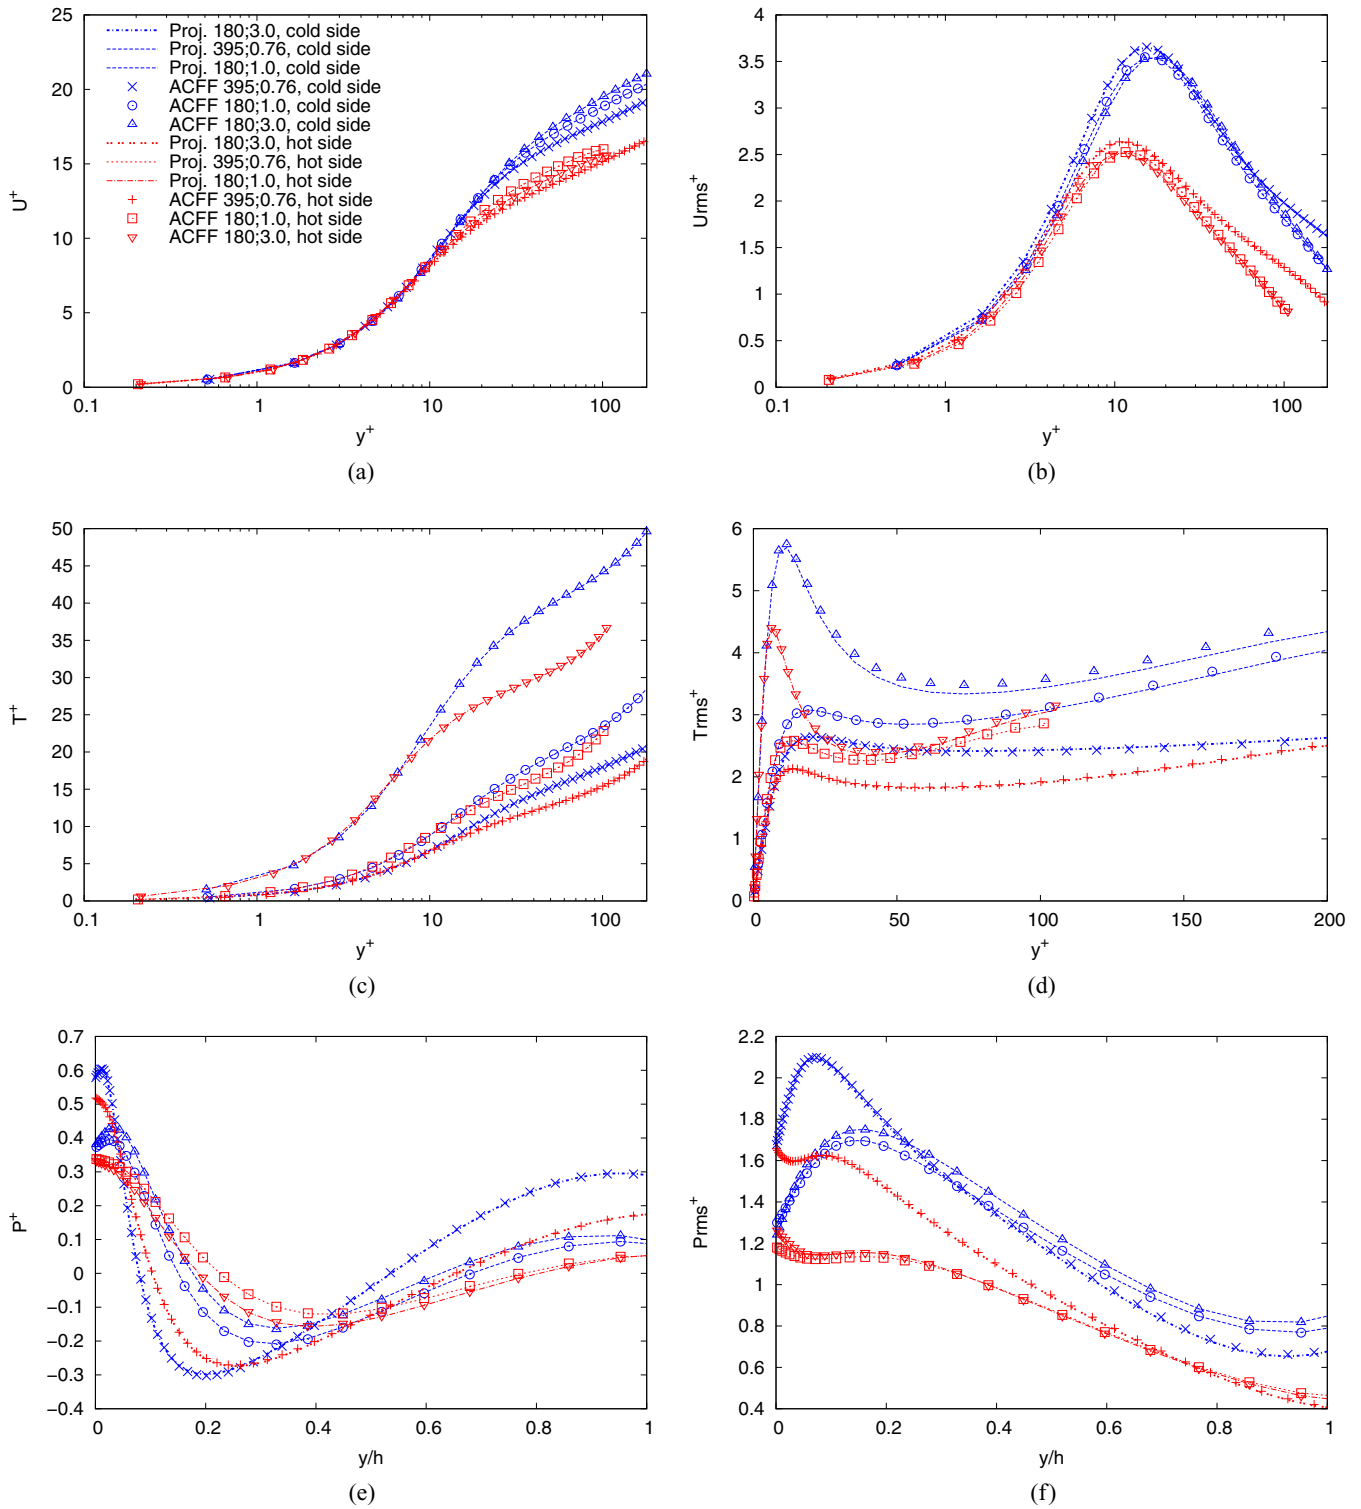 Proj. 180;3.0, cold side
Proj. 395;0.76, cold side
Proj. 180;1.0, cold side
ACFF 395;0.76, cold side
ACFF 180;1.0, cold side
ACFF 180;3.0, cold side
Proj. 180;3.0, hot side
Proj. 395;0.76, hot side
Proj. 180;1.0, hot side
ACFF 395;0.76, hot side
ACFF 180;1.0, hot side
ACFF 180;3.0, hot side
25
20
15
10
5
0
U+
0.1 1 10 100
y+
(a)
4
3.5
3
2.5
2
1.5
1
0.5
0
Urms+
0.1 1 10 100
y+
(b)
50
45
40
35
30
25
20
15
10
5
0
T+
0.1 1 10 100
y+
(c)
6
5
4
3
2
1
0
Trms+
0 50 100 150 200
y+
(d)
0.7
0.6
0.5
0.4
0.3
0.2
0.1
0
−0.1
−0.2
−0.3
−0.4
P+
0 0.2 0.4 0.6 0.8 1
y/h
(e)
2.2
2
1.8
1.6
1.4
1.2
1
0.8
0.6
0.4
Prms+
0 0.2 0.4 0.6 0.8 1
y/h
(f)